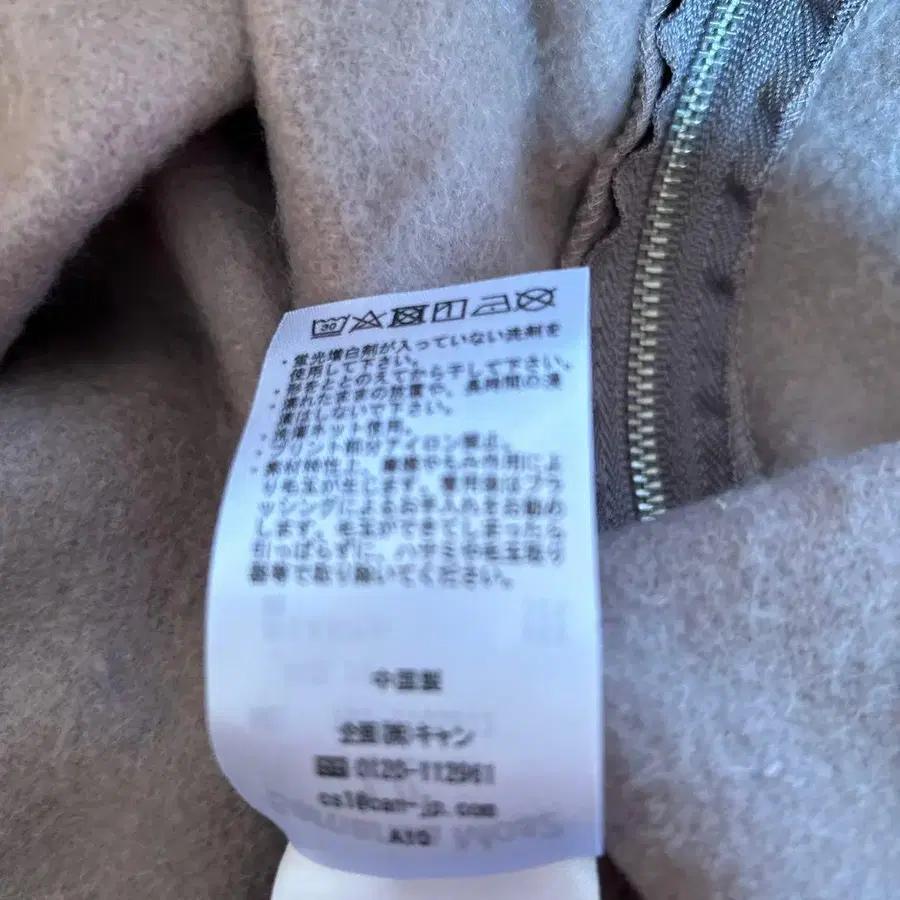 30
・蛍光増白剤が入っていない洗剤を
使用して下さい。
・形をととのえてから干して下さい。
・濡れたままの放置や、長時間の浸
漬はしないで下さい。
・洗濯ネット使用。
・プリント部分アイロン禁止。
・素材特性上、摩擦やもみ作用によ
り毛玉が生じます。着用後はブラ
ッシングによるお手入れをお勧め
します。毛玉ができてしまったら
引っぱらずに、ハサミや毛玉取り
器等で取り除いてください。
中国製
企画㈱キャン
0120-112961
cs1@can-jp.com
A10